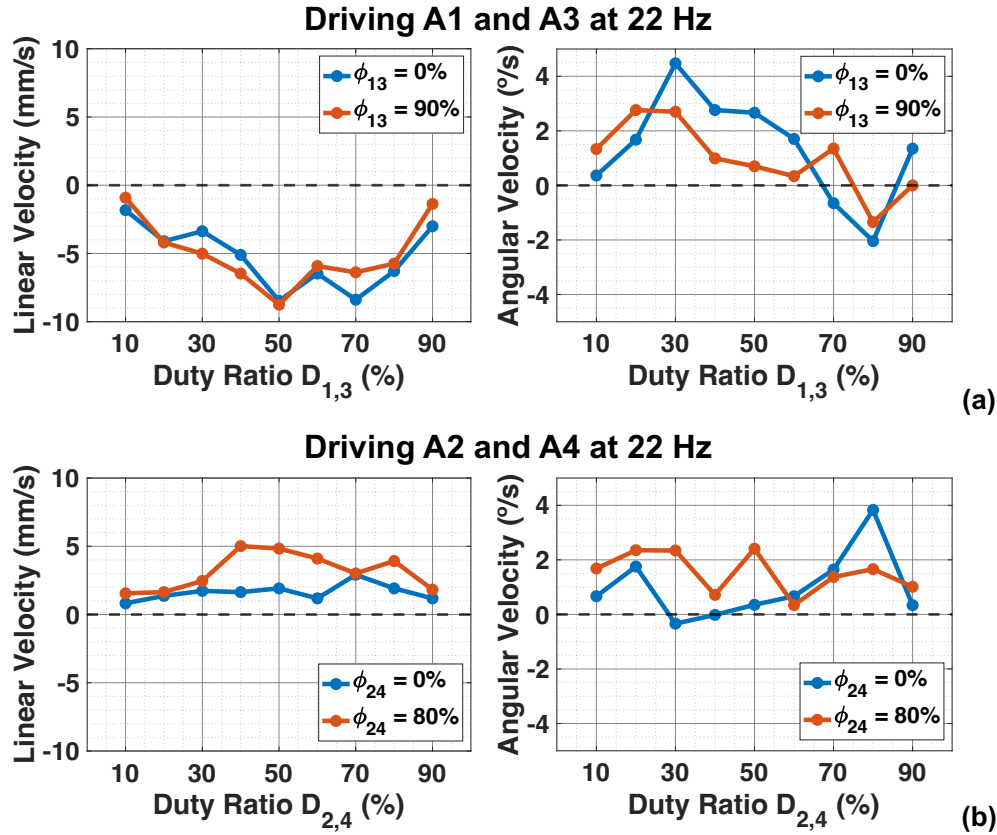 Driving A1 and A3 at 22 Hz
Linear Velocity (mm/s)
10
5
0
-5
-10
ϕ13 = 0%
ϕ13 = 90%
10 30 50 70 90
Duty Ratio D1,3 (%)
Angular Velocity (º/s)
4
2
0
-2
-4
ϕ13 = 0%
ϕ13 = 90%
10 30 50 70 90
Duty Ratio D1,3 (%)
(a)
Driving A2 and A4 at 22 Hz
Linear Velocity (mm/s)
10
5
0
-5
-10
ϕ24 = 0%
ϕ24 = 80%
10 30 50 70 90
Duty Ratio D2,4 (%)
Angular Velocity (º/s)
4
2
0
-2
-4
ϕ24 = 0%
ϕ24 = 80%
10 30 50 70 90
Duty Ratio D2,4 (%)
(b)